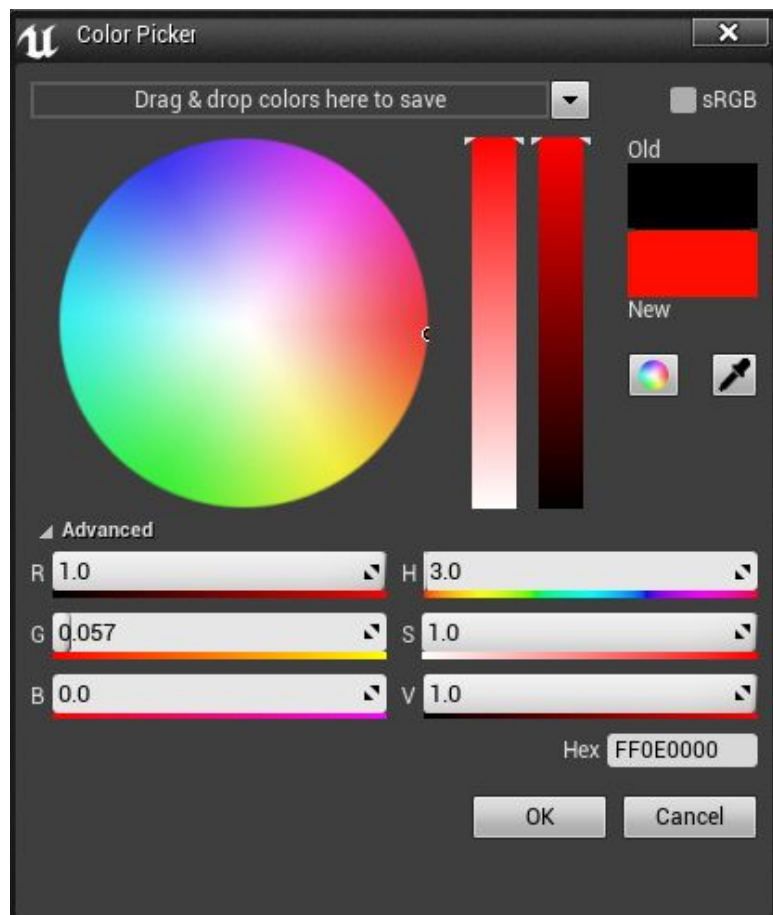 Color Picker
Drag & drop colors here to save
sRGB
Old
New
Advanced
R 1.0 H 3.0
G 0.057 S 1.0
B 0.0 V 1.0
Hex FF0E0000
OK Cancel